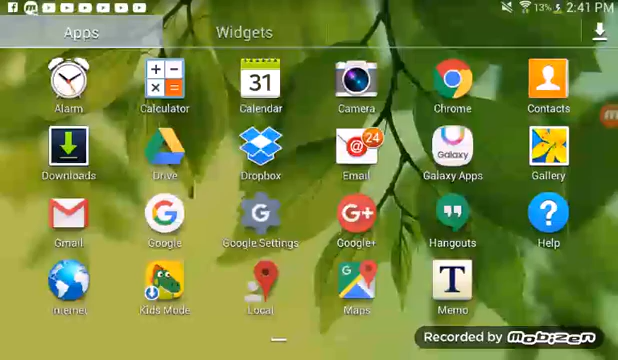 13% 2:41 PM
Apps Widgets
31
Alarm Calculator Calendar Camera Chrome Contacts
24
Galaxy
Downloads Drive Dropbox Email Galaxy Apps Gallery
G G G+ ?
Gmail Google Google Settings Google+ Hangouts Help
G T
Internet Kids Mode Local Maps Memo
Recorded by Mobizen